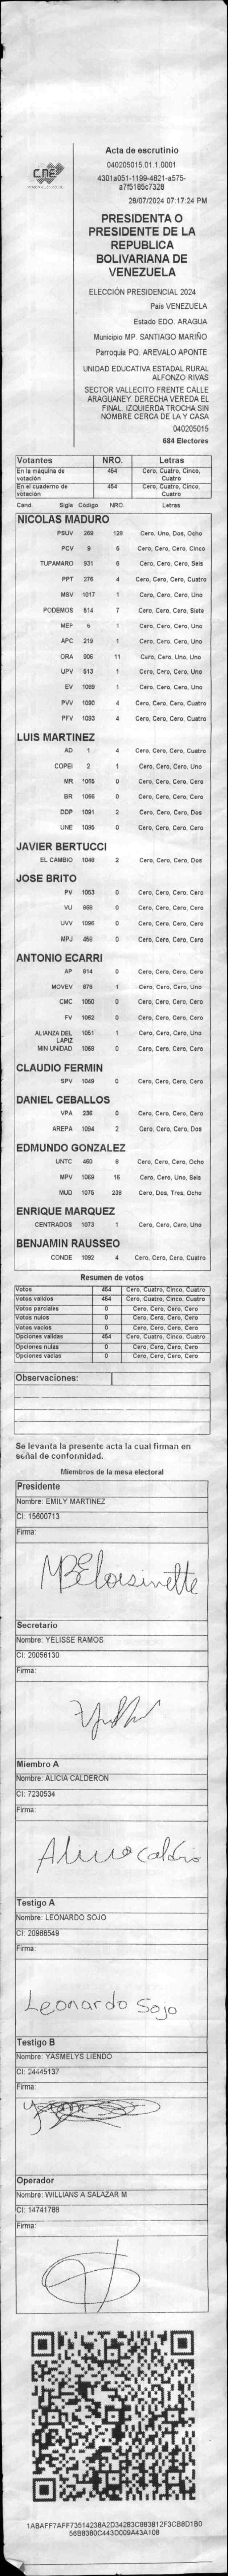 CNE
Acta de escrutinio
040205015.01.1.0001
4301a051-1199-4821-a575-
a7f5185c7328
28/07/2024 07:17:24 PM
PRESIDENTA O
PRESIDENTE DE LA
REPUBLICA
BOLIVARIANA DE
VENEZUELA
ELECCIÓN PRESIDENCIAL 2024
Pais VENEZUELA
Estado EDO. ARAGUA
Municipio MP. SANTIAGO MARIÑO
Parroquia PQ. AREVALO APONTE
UNIDAD EDUCATIVA ESTADAL RURAL
ALFONZO RIVAS
SECTOR VALLECITO FRENTE CALLE
ARAGUANEY. DERECHA VEREDA EL
FINAL. IZQUIERDA TROCHA SIN
NOMBRE CERCA DE LA Y CASA
040205015
684 Electores
Votantes NRO. Letras
En la máquina de votación 454 Cero, Cuatro, Cinco, Cuatro
En el cuaderno de votación 454 Cero, Cuatro, Cinco, Cuatro
Cand. Sigla Código NRO. Letras
NICOLAS MADURO
PSUV 269 128 Cero, Uno, Dos, Ocho
PCV 9 5 Cero, Cero, Cero, Cinco
TUPAMARO 931 6 Cero, Cero, Cero, Seis
PPT 276 4 Cero, Cero, Cero, Cuatro
MSV 1017 1 Cero, Cero, Cero, Uno
PODEMOS 514 7 Cero, Cero, Cero, Siete
MEP 5 1 Cero, Cero, Cero, Uno
APC 219 1 Cero, Cero, Cero, Uno
ORA 906 11 Cero, Cero, Uno, Uno
UPV 513 1 Cero, Cero, Cero, Uno
EV 1089 1 Cero, Cero, Cero, Uno
PVV 1090 4 Cero, Cero, Cero, Cuatro
PFV 1093 4 Cero, Cero, Cero, Cuatro
LUIS MARTINEZ
AD 1 4 Cero, Cero, Cero, Cuatro
COPEI 2 1 Cero, Cero, Cero, Uno
MR 1065 0 Cero, Cero, Cero, Cero
BR 1066 0 Cero, Cero, Cero, Cero
DDP 1091 2 Cero, Cero, Cero, Dos
UNE 1095 0 Cero, Cero, Cero, Cero
JAVIER BERTUCCI
EL CAMBIO 1048 2 Cero, Cero, Cero, Dos
JOSE BRITO
PV 1053 0 Cero, Cero, Cero, Cero
VU 868 0 Cero, Cero, Cero, Cero
UVV 1096 0 Cero, Cero, Cero, Cero
MPJ 458 0 Cero, Cero, Cero, Cero
ANTONIO ECARRI
AP 814 0 Cero, Cero, Cero, Cero
MOVEV 979 1 Cero, Cero, Cero, Uno
CMC 1050 0 Cero, Cero, Cero, Cero
FV 1062 0 Cero, Cero, Cero, Cero
ALIANZA DEL LAPIZ 1051 1 Cero, Cero, Cero, Uno
MIN UNIDAD 1068 0 Cero, Cero, Cero, Cero
CLAUDIO FERMIN
SPV 1049 0 Cero, Cero, Cero, Cero
DANIEL CEBALLOS
VPA 236 0 Cero, Cero, Cero, Cero
AREPA 1094 2 Cero, Cero, Cero, Dos
EDMUNDO GONZALEZ
UNTC 460 8 Cero, Cero, Cero, Ocho
MPV 1069 16 Cero, Cero, Uno, Seis
MUD 1075 238 Cero, Dos, Tres, Ocho
ENRIQUE MARQUEZ
CENTRADOS 1073 1 Cero, Cero, Cero, Uno
BENJAMIN RAUSSEO
CONDE 1092 4 Cero, Cero, Cero, Cuatro
Resumen de votos
Votos 454 Cero, Cuatro, Cinco, Cuatro
Votos validos 454 Cero, Cuatro, Cinco, Cuatro
Votos parciales 0 Cero, Cero, Cero, Cero
Votos nulos 0 Cero, Cero, Cero, Cero
Votos vacios 0 Cero, Cero, Cero, Cero
Opciones validas 454 Cero, Cuatro, Cinco, Cuatro
Opciones nulas 0 Cero, Cero, Cero, Cero
Opciones vacias 0 Cero, Cero, Cero, Cero
Observaciones:
Se levanta la presente acta la cual firman en
señal de conformidad.
Miembros de la mesa electoral
Presidente
Nombre: EMILY MARTINEZ
CI: 15600713
Firma:
Secretario
Nombre: YELISSE RAMOS
CI: 20056130
Firma:
Miembro A
Nombre: ALICIA CALDERON
CI: 7230534
Firma:
Testigo A
Nombre: LEONARDO SOJO
CI: 20988549
Firma:
Leonardo Sojo
Testigo B
Nombre: YASMELYS LIENDO
CI: 24445137
Firma:
Operador
Nombre: WILLIANS A SALAZAR M
CI: 14741788
Firma:
1ABAFF7AFF73514238A2D34283C883812F3CB8D1B0
56B8380C443D009A43A108